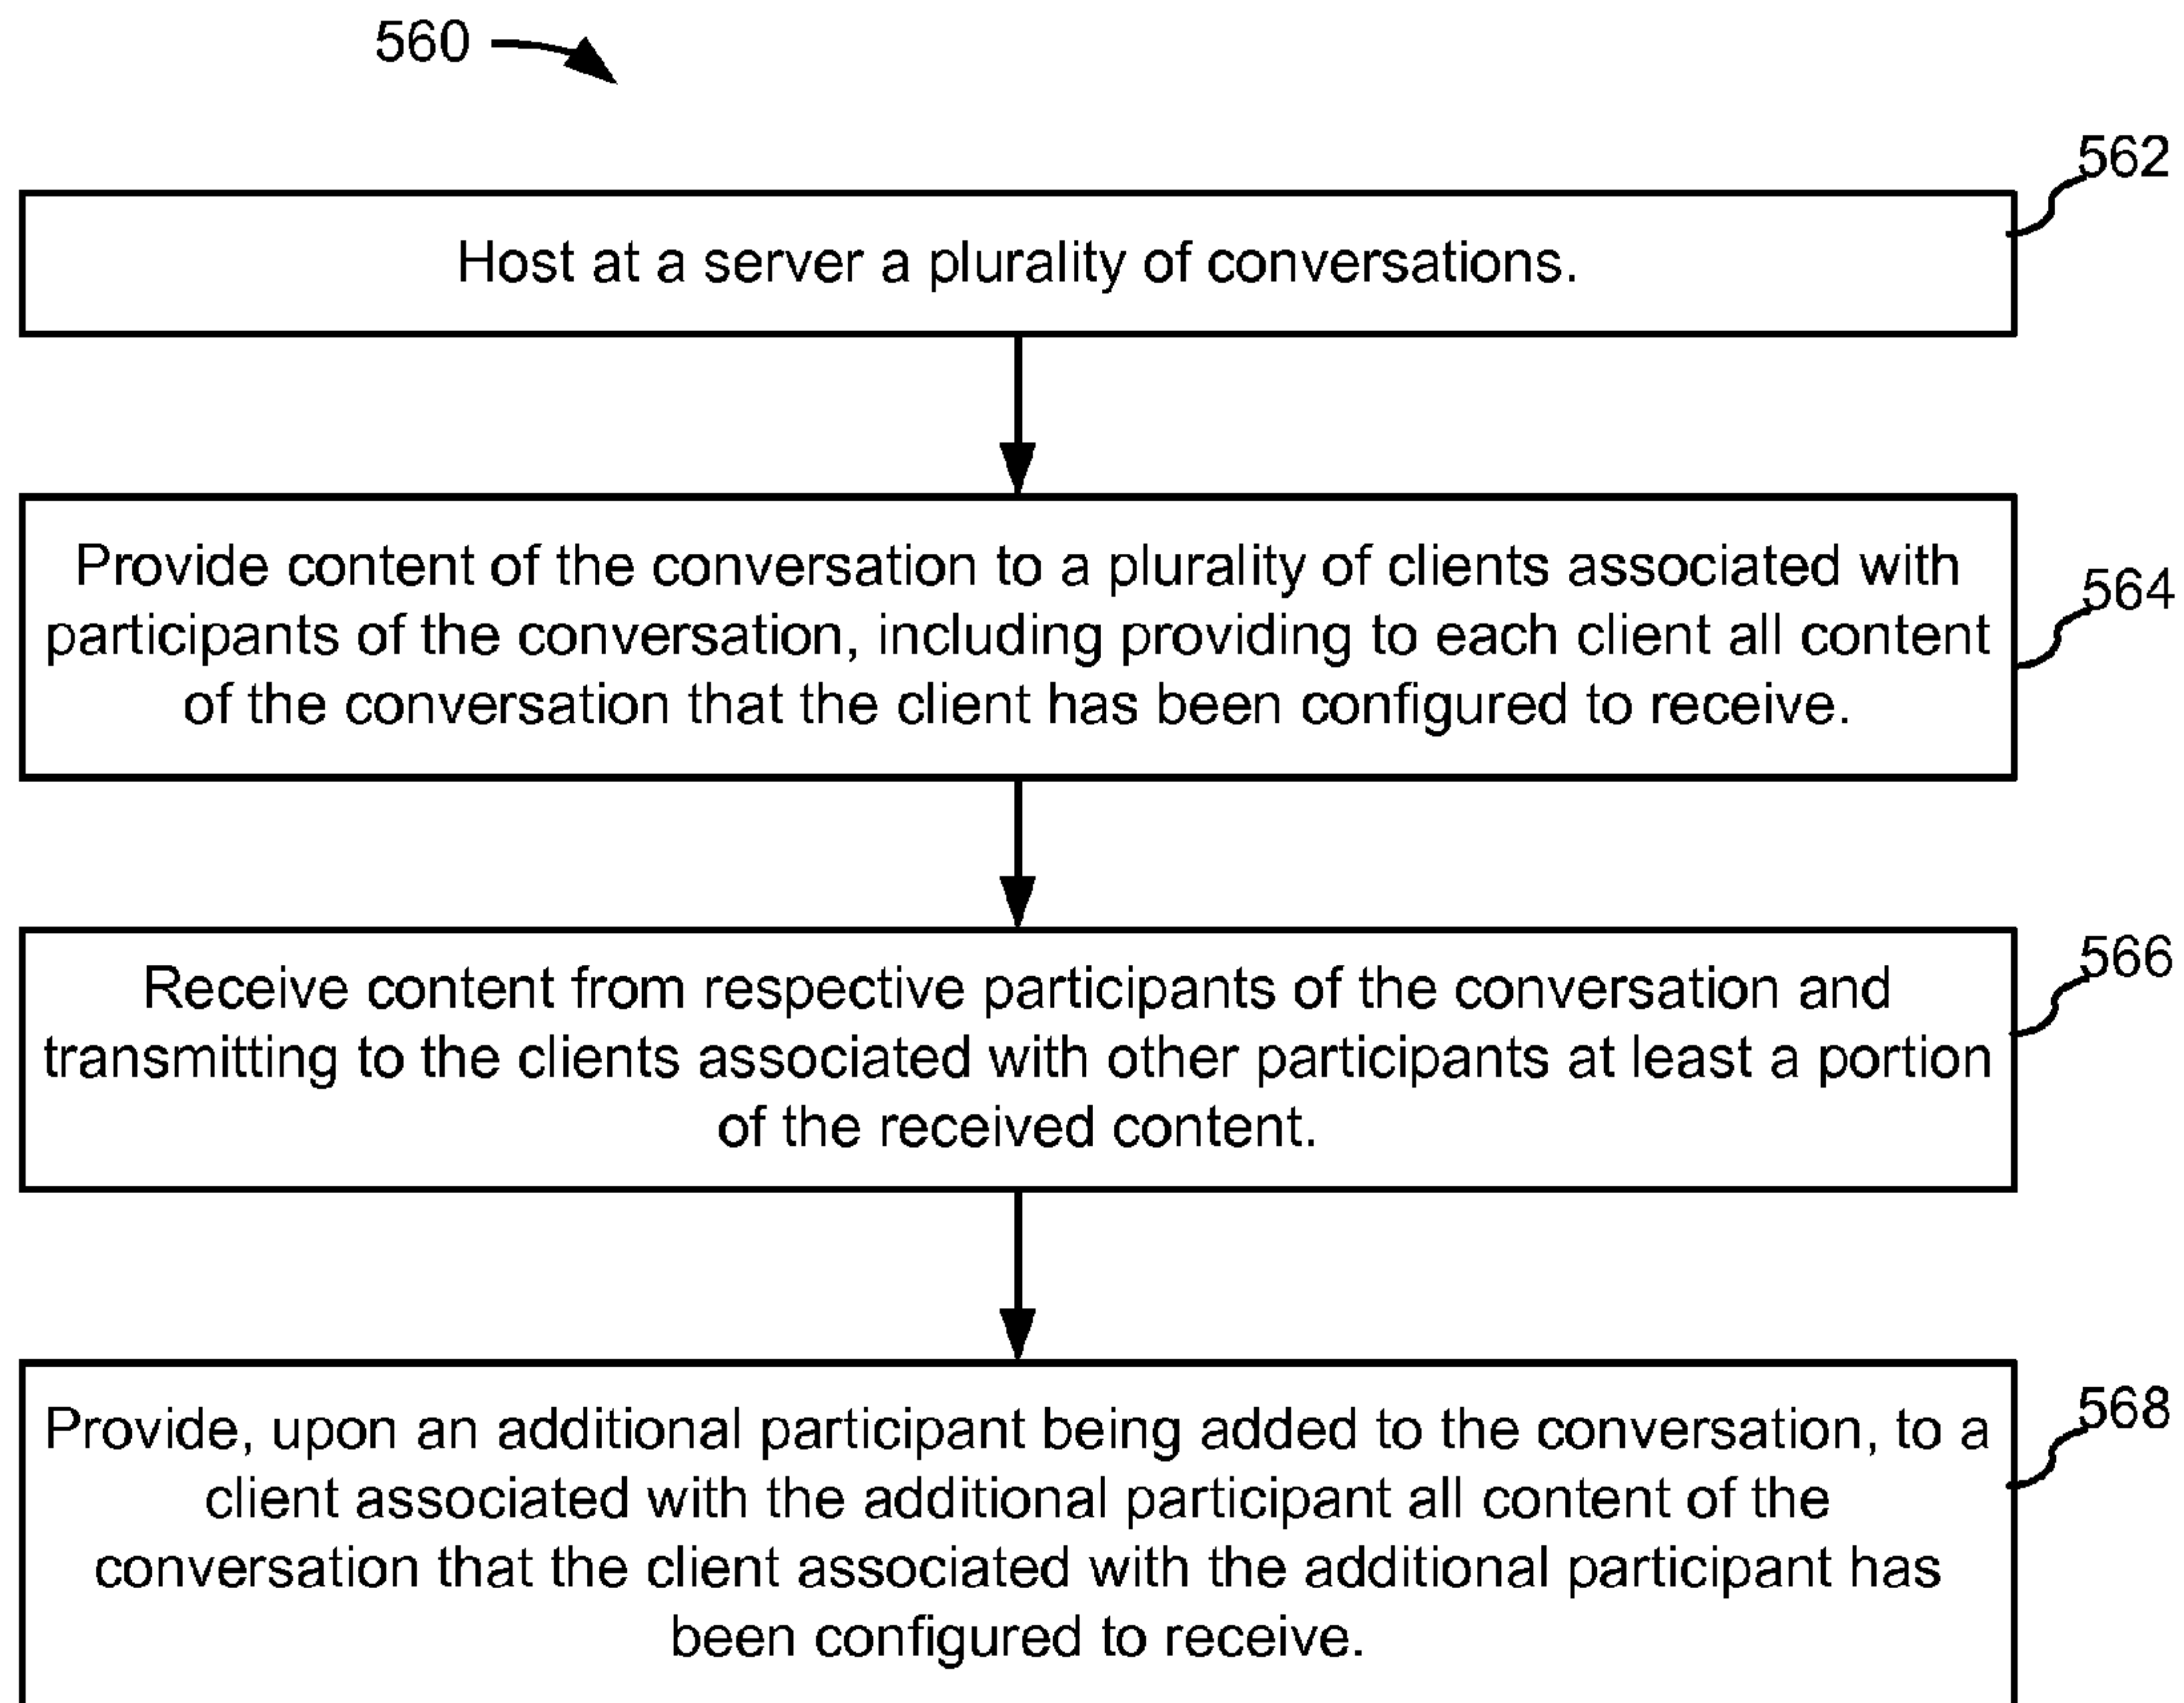 560
562
Host at a server a plurality of conversations.
564
Provide content of the conversation to a plurality of clients associated with
participants of the conversation, including providing to each client all content
of the conversation that the client has been configured to receive.
566
Receive content from respective participants of the conversation and
transmitting to the clients associated with other participants at least a portion
of the received content.
568
Provide, upon an additional participant being added to the conversation, to a
client associated with the additional participant all content of the
conversation that the client associated with the additional participant has
been configured to receive.